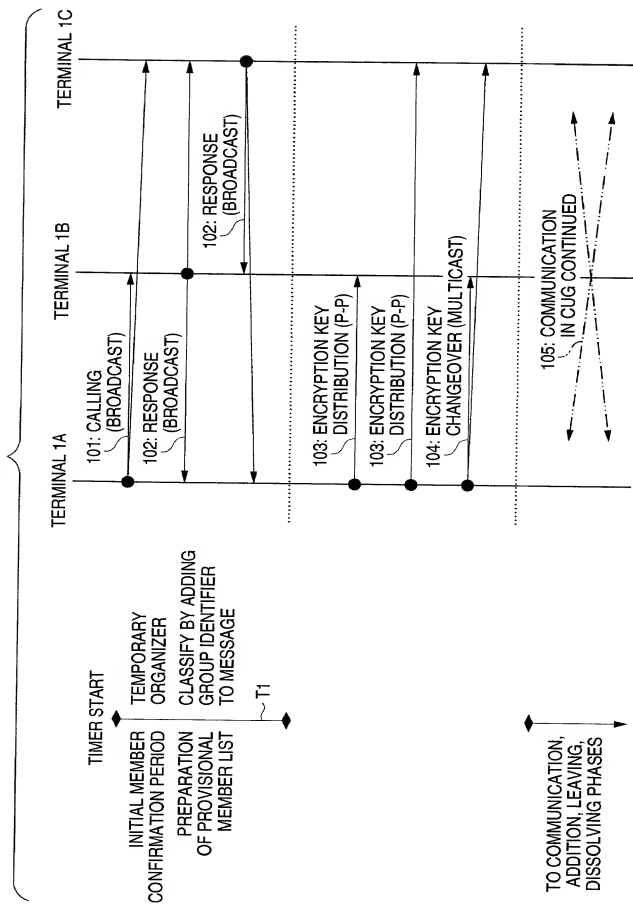 TERMINAL 1A
TERMINAL 1B
TERMINAL 1C
TIMER START
INITIAL MEMBER
CONFIRMATION PERIOD
TEMPORARY
ORGANIZER
PREPARATION
OF PROVISIONAL
MEMBER LIST
CLASSIFY BY ADDING
GROUP IDENTIFIER
TO MESSAGE
T1
101: CALLING
(BROADCAST)
102: RESPONSE
(BROADCAST)
102: RESPONSE
(BROADCAST)
103: ENCRYPTION KEY
DISTRIBUTION (P-P)
103: ENCRYPTION KEY
DISTRIBUTION (P-P)
104: ENCRYPTION KEY
CHANGEOVER (MULTICAST)
105: COMMUNICATION
IN CUG CONTINUED
TO COMMUNICATION,
ADDITION, LEAVING,
DISSOLVING PHASES